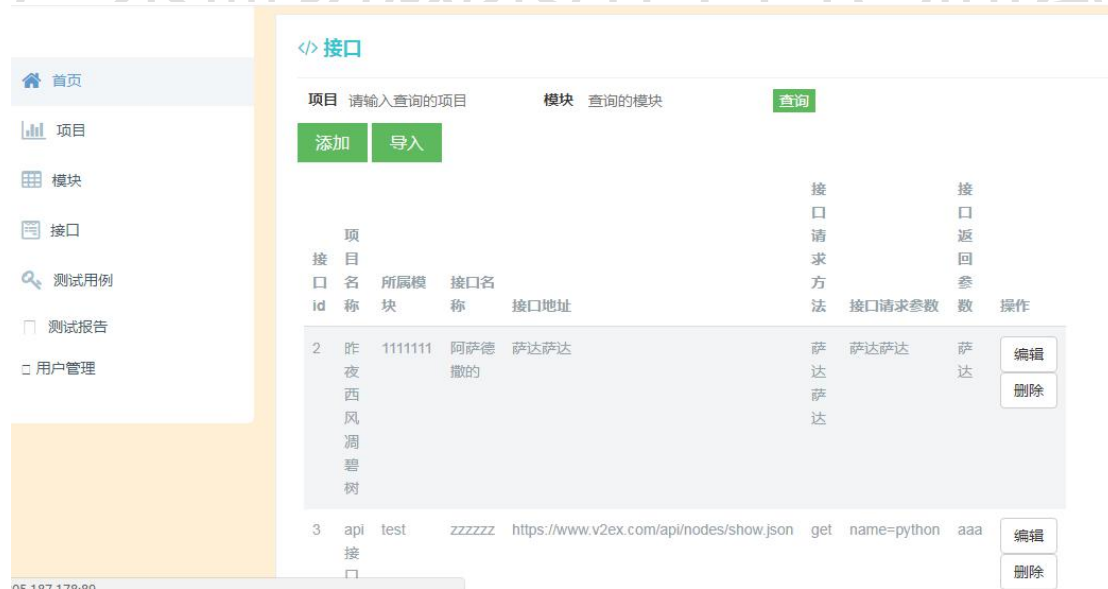 </> 接口
首页
项目 请输入查询的项目 模块 查询的模块 查询
项目
添加 导入
模块
接口
测试用例
测试报告
用户管理
接口id 项目名称 所属模块 接口名称 接口地址 接口请求方法 接口请求参数 接口返回参数 操作
2 昨夜西风凋碧树 1111111 阿萨德撒的 萨达萨达 萨达萨达 萨达萨达 萨达 编辑
删除
3 api接口 test zzzzzz https://www.v2ex.com/api/nodes/show.json get name=python aaa 编辑
删除